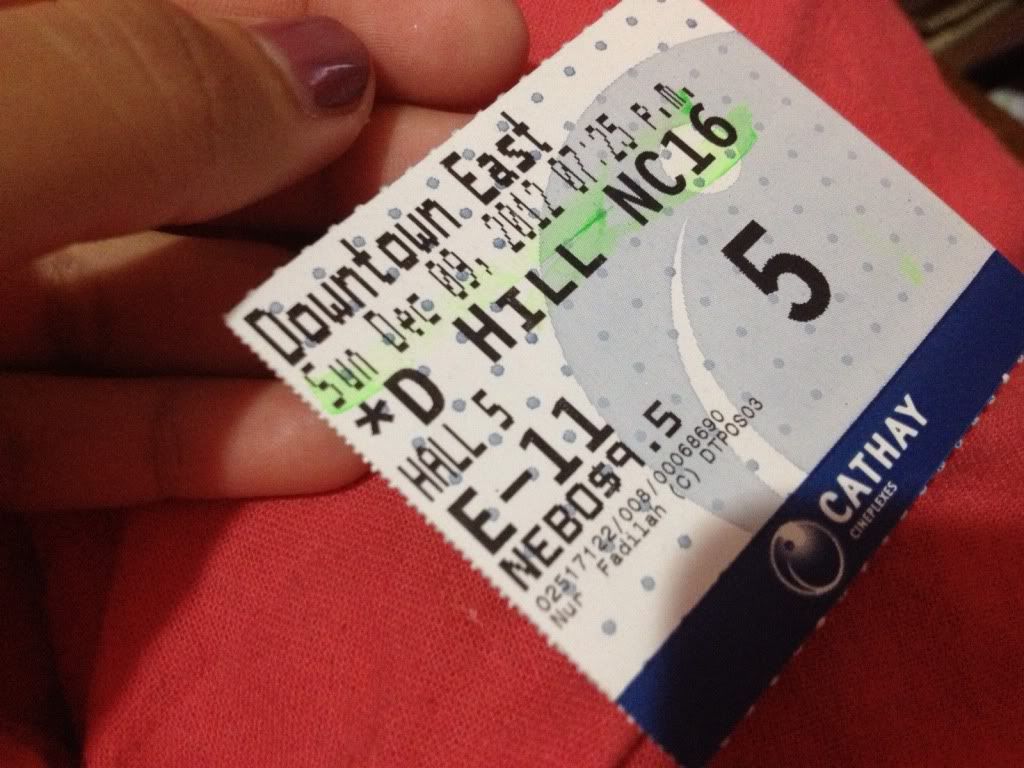 Downtown East
Sun Dec 09, 2012 07:25 P.M.
*D HILL NC16
HALL 5
5
E-11
NEBO$9.5
02517122/008/00068690
Nur Fadilah (C) DTPOS03
CATHAY
CINEPLEXES